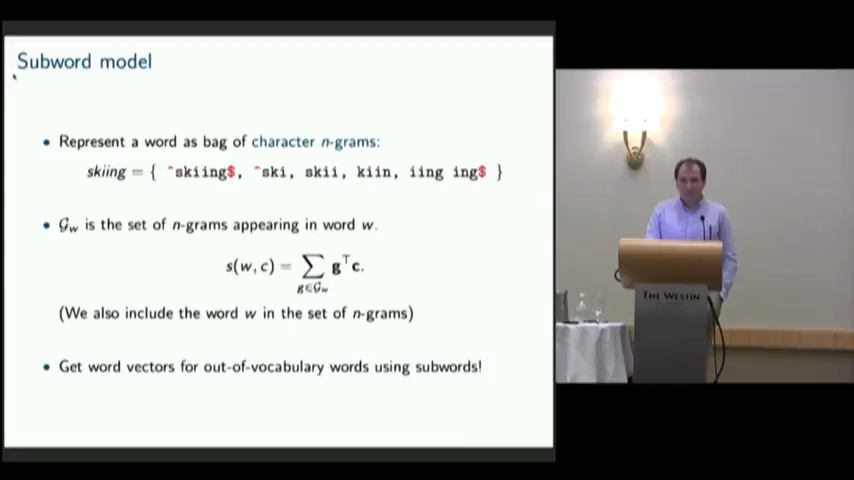 Subword model
• Represent a word as bag of character n-grams:
skiing = { ^skiing$, ^ski, skii, kiin, iing ing$ }
• 𝒢w is the set of n-grams appearing in word w.
s(w, c) = ∑g∈𝒢w g⊤c.
(We also include the word w in the set of n-grams)
• Get word vectors for out-of-vocabulary words using subwords!
THE WESTIN